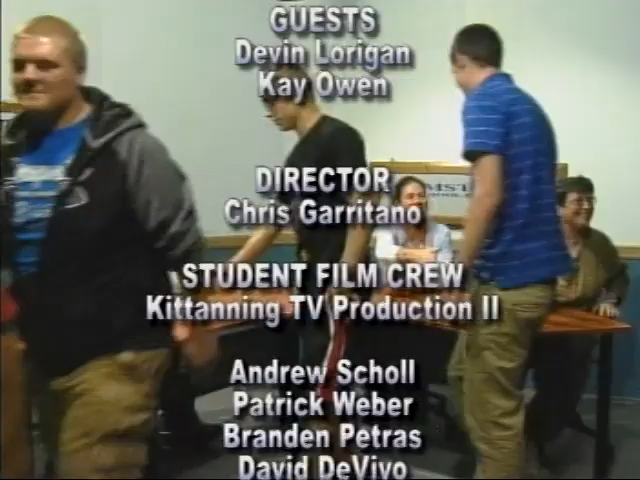 GUESTS
Devin Lorigan
Kay Owen
DIRECTOR
Chris Garritano
STUDENT FILM CREW
Kittanning TV Production II
Andrew Scholl
Patrick Weber
Branden Petras
David DeVivo